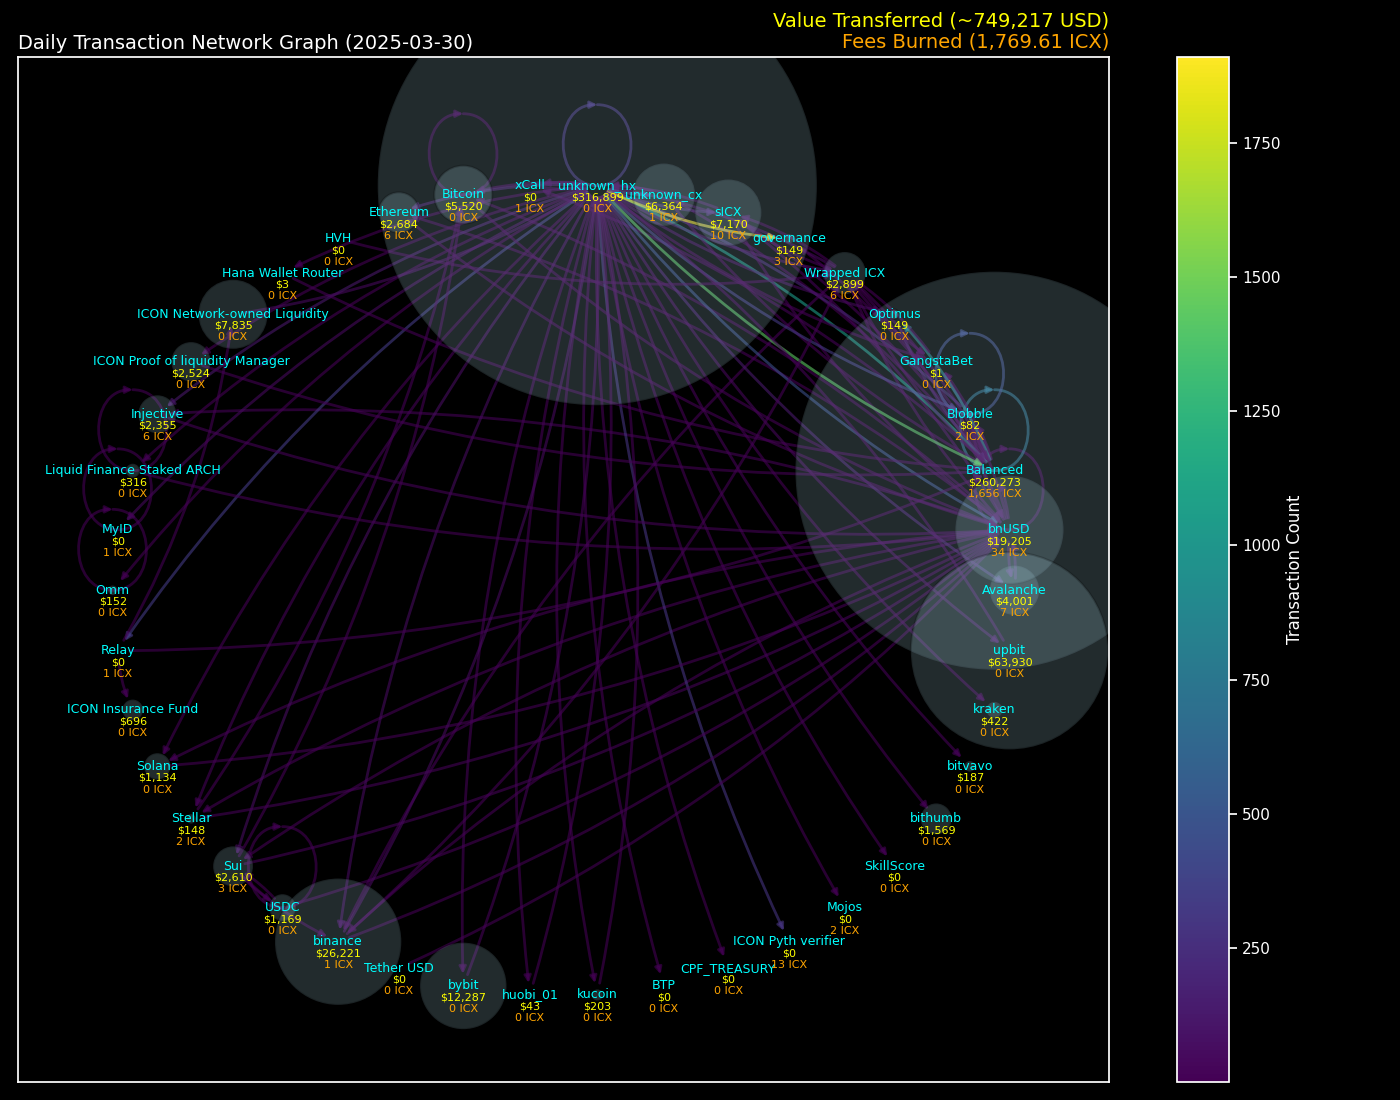 Value Transferred (~749,217 USD)
Daily Transaction Network Graph (2025-03-30)
Fees Burned (1,769.61 ICX)
xCall
$0
1 ICX
unknown_hx
$316,899
0 ICX
unknown_cx
$6,364
1 ICX
Bitcoin
$5,520
0 ICX
sICX
$7,170
10 ICX
Ethereum
$2,684
6 ICX
governance
$149
3 ICX
HVH
$0
0 ICX
Wrapped ICX
$2,899
6 ICX
Hana Wallet Router
$3
0 ICX
Optimus
$149
0 ICX
ICON Network-owned Liquidity
$7,835
0 ICX
GangstaBet
$1
0 ICX
ICON Proof of liquidity Manager
$2,524
0 ICX
Blobble
$82
2 ICX
Injective
$2,355
6 ICX
Balanced
$260,273
1,656 ICX
Liquid Finance Staked ARCH
$316
0 ICX
bnUSD
$19,205
34 ICX
MyID
$0
1 ICX
Avalanche
$4,001
7 ICX
Omm
$152
0 ICX
upbit
$63,930
0 ICX
Relay
$0
1 ICX
kraken
$422
0 ICX
ICON Insurance Fund
$696
0 ICX
bitvavo
$187
0 ICX
Solana
$1,134
0 ICX
bithumb
$1,569
0 ICX
Stellar
$148
2 ICX
SkillScore
$0
0 ICX
Sui
$2,610
3 ICX
Mojos
$0
2 ICX
USDC
$1,169
0 ICX
ICON Pyth verifier
$0
13 ICX
binance
$26,221
1 ICX
CPF_TREASURY
$0
0 ICX
Tether USD
$0
0 ICX
bybit
$12,287
0 ICX
huobi_01
$43
0 ICX
kucoin
$203
0 ICX
BTP
$0
0 ICX
1750
1500
1250
1000
750
500
250
Transaction Count